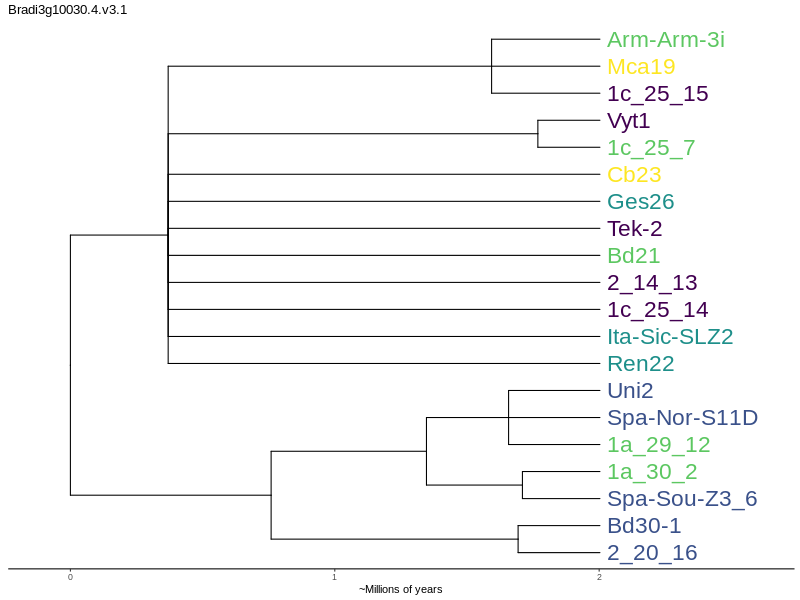 Bradi3g10030.4.v3.1
Arm-Arm-3i
Mca19
1c_25_15
Vyt1
1c_25_7
Cb23
Ges26
Tek-2
Bd21
2_14_13
1c_25_14
Ita-Sic-SLZ2
Ren22
Uni2
Spa-Nor-S11D
1a_29_12
1a_30_2
Spa-Sou-Z3_6
Bd30-1
2_20_16
0 1 2
~Millions of years